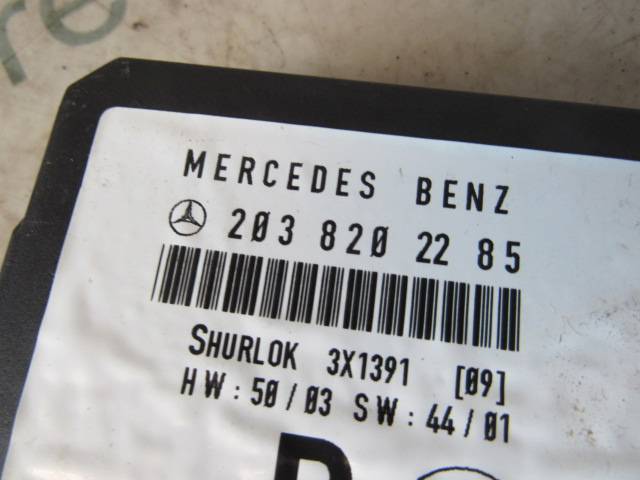 MERCEDES BENZ
203 820 22 85
SHURLOK 3X1391 [09]
HW:50/03 SW:44/01